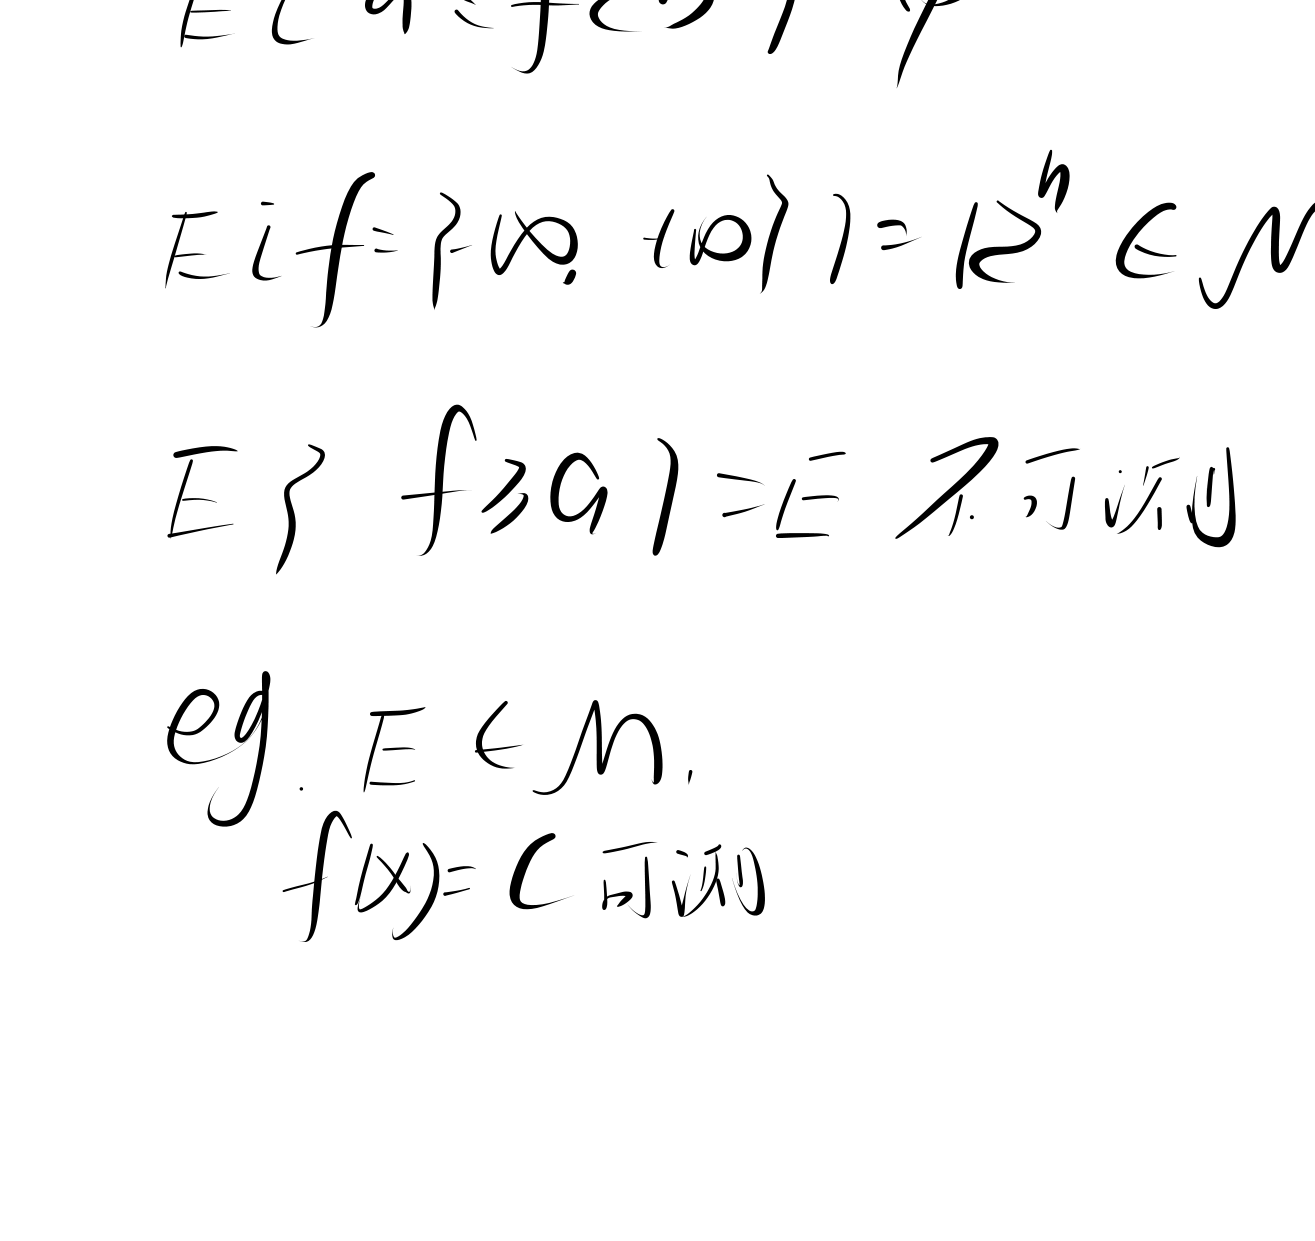 E{f={-∞, +∞}}=ℝⁿ ∈ M
E{ f≥a }=E 不可测
eg. E ∈ M,
f(x)=C 可测